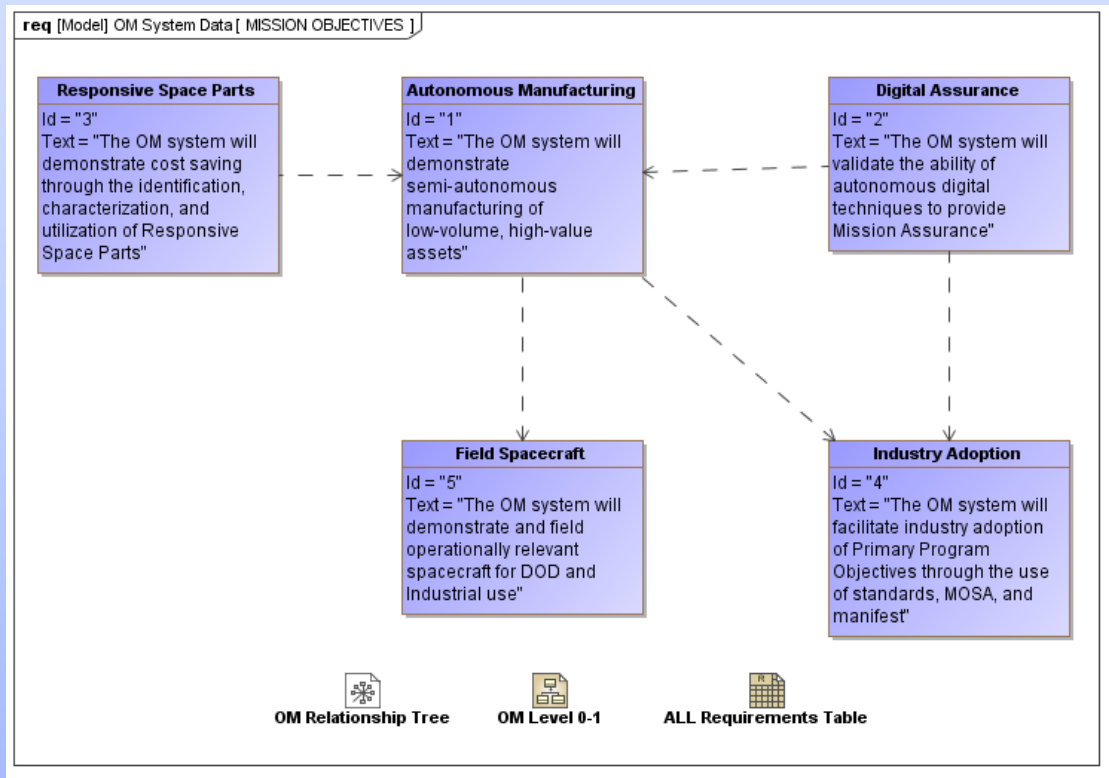 req [Model] OM System Data [ MISSION OBJECTIVES ]
Responsive Space Parts
Id = "3"
Text = "The OM system will
demonstrate cost saving
through the identification,
characterization, and
utilization of Responsive
Space Parts"
Autonomous Manufacturing
Id = "1"
Text = "The OM system will
demonstrate
semi-autonomous
manufacturing of
low-volume, high-value
assets"
Digital Assurance
Id = "2"
Text = "The OM system will
validate the ability of
autonomous digital
techniques to provide
Mission Assurance"
Field Spacecraft
Id = "5"
Text = "The OM system will
demonstrate and field
operationally relevant
spacecraft for DOD and
Industrial use"
Industry Adoption
Id = "4"
Text = "The OM system will
facilitate industry adoption
of Primary Program
Objectives through the use
of standards, MOSA, and
manifest"
OM Relationship Tree
OM Level 0-1
R
ALL Requirements Table